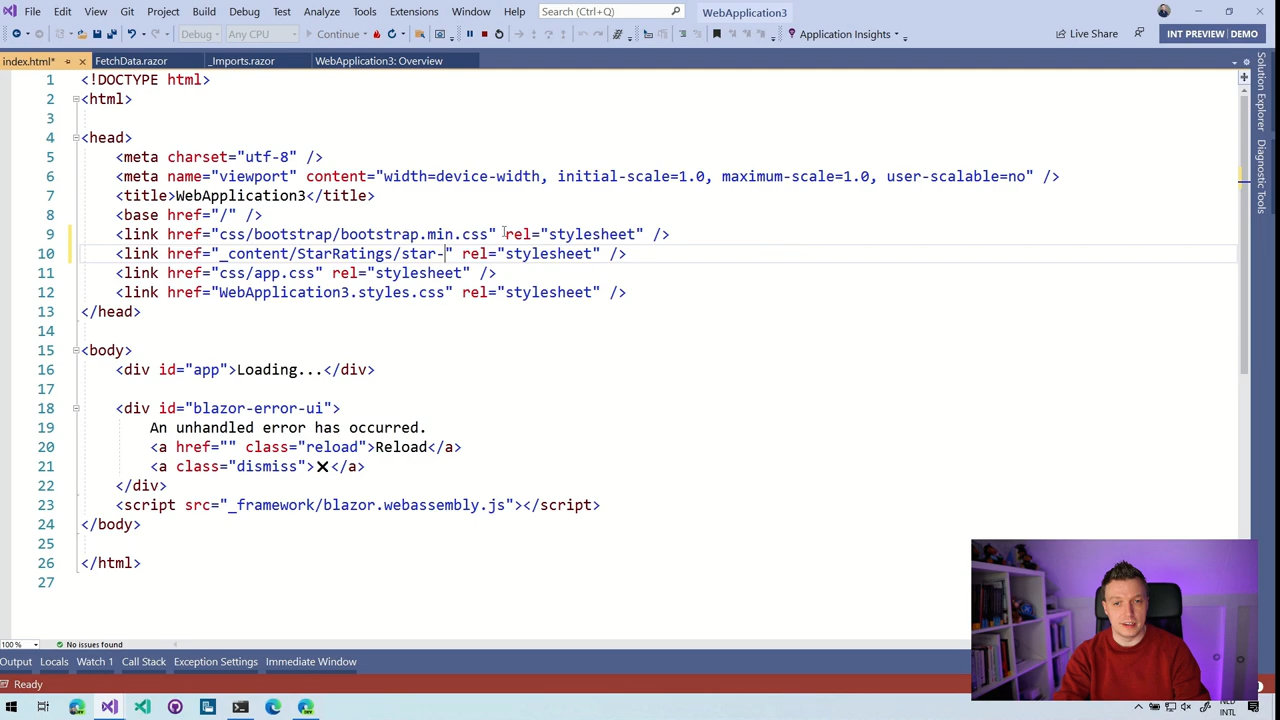 File Edit View Git Project Build Debug Test Analyze Tools Extensions Window Help Search (Ctrl+Q) WebApplication3
Debug Any CPU Continue Application Insights Live Share INT PREVIEW DEMO
index.html* FetchData.razor _Imports.razor WebApplication3: Overview
1 <!DOCTYPE html>
2 <html>
3
4 <head>
5 <meta charset="utf-8" />
6 <meta name="viewport" content="width=device-width, initial-scale=1.0, maximum-scale=1.0, user-scalable=no" />
7 <title>WebApplication3</title>
8 <base href="/" />
9 <link href="css/bootstrap/bootstrap.min.css" rel="stylesheet" />
10 <link href="_content/StarRatings/star-" rel="stylesheet" />
11 <link href="css/app.css" rel="stylesheet" />
12 <link href="WebApplication3.styles.css" rel="stylesheet" />
13 </head>
14
15 <body>
16 <div id="app">Loading...</div>
17
18 <div id="blazor-error-ui">
19 An unhandled error has occurred.
20 <a href="" class="reload">Reload</a>
21 <a class="dismiss">🗙</a>
22 </div>
23 <script src="_framework/blazor.webassembly.js"></script>
24 </body>
25
26 </html>
27
Solution Explorer
Diagnostic Tools
100 % No issues found
Output Locals Watch 1 Call Stack Exception Settings Immediate Window
Ready
NLD
INTL